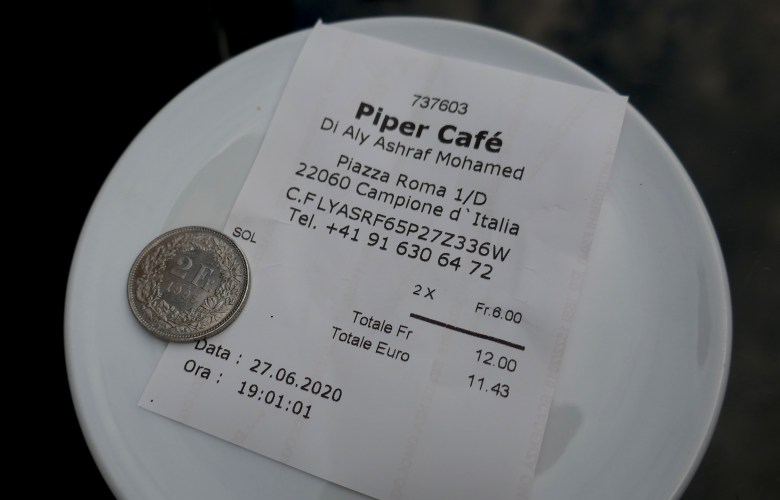 737603
Piper Café
Di Aly Ashraf Mohamed
Piazza Roma 1/D
22060 Campione d`Italia
C.F LYASRF65P27Z336W
Tel. +41 91 630 64 72
SOL
2 X Fr.6.00
Totale Fr 12.00
Totale Euro 11.43
Data : 27.06.2020
Ora : 19:01:01
2 F